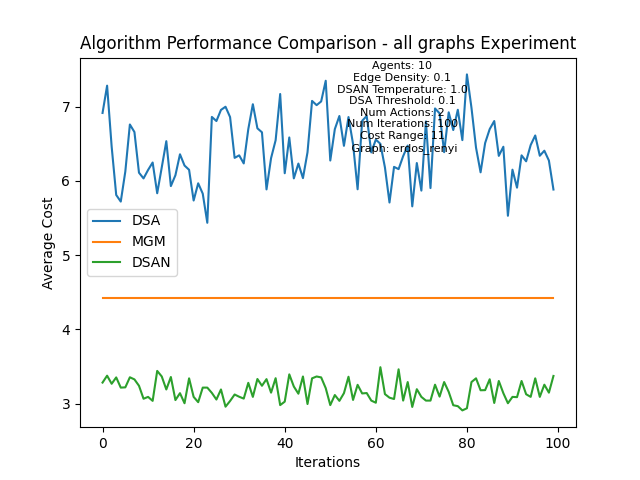 Algorithm Performance Comparison - all graphs Experiment
Agents: 10
Edge Density: 0.1
DSAN Temperature: 1.0
DSA Threshold: 0.1
Num Actions: 2
Num Iterations: 100
Cost Range: 11
Graph: erdos_renyi
7
6
5
4
3
Average Cost
DSA
MGM
DSAN
0
20
40
60
80
100
Iterations